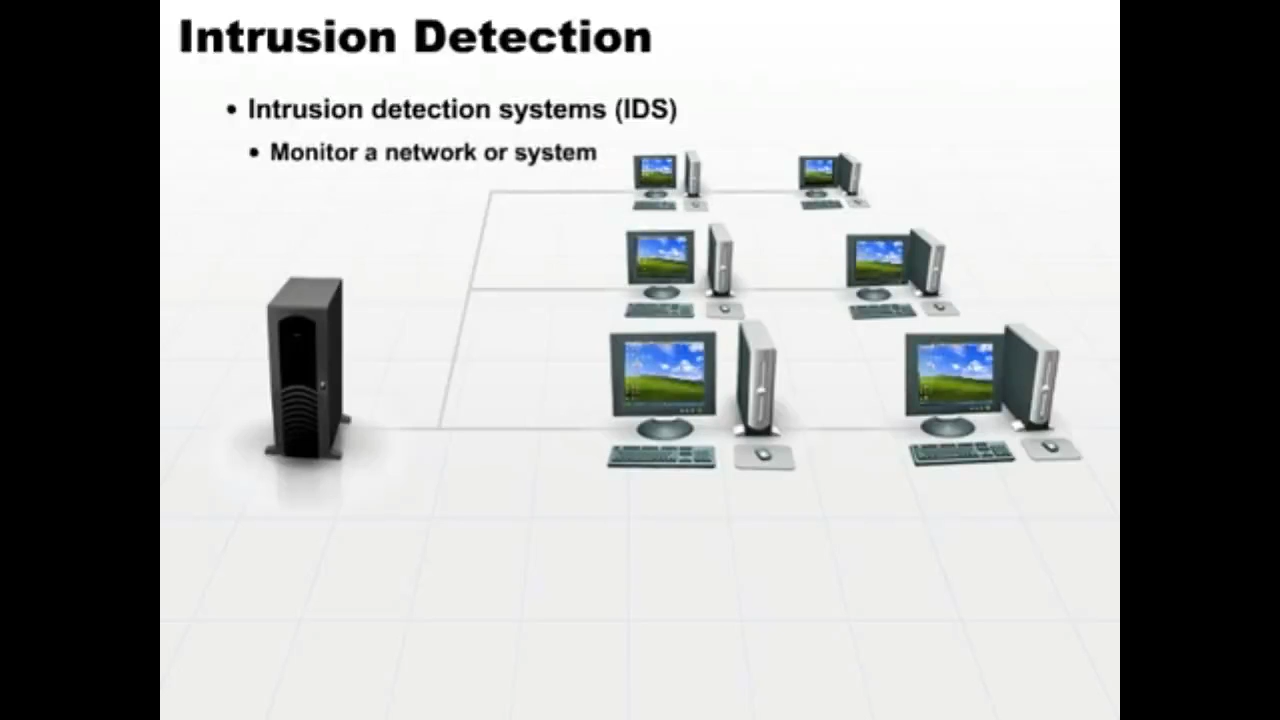 Intrusion Detection
• Intrusion detection systems (IDS)
• Monitor a network or system